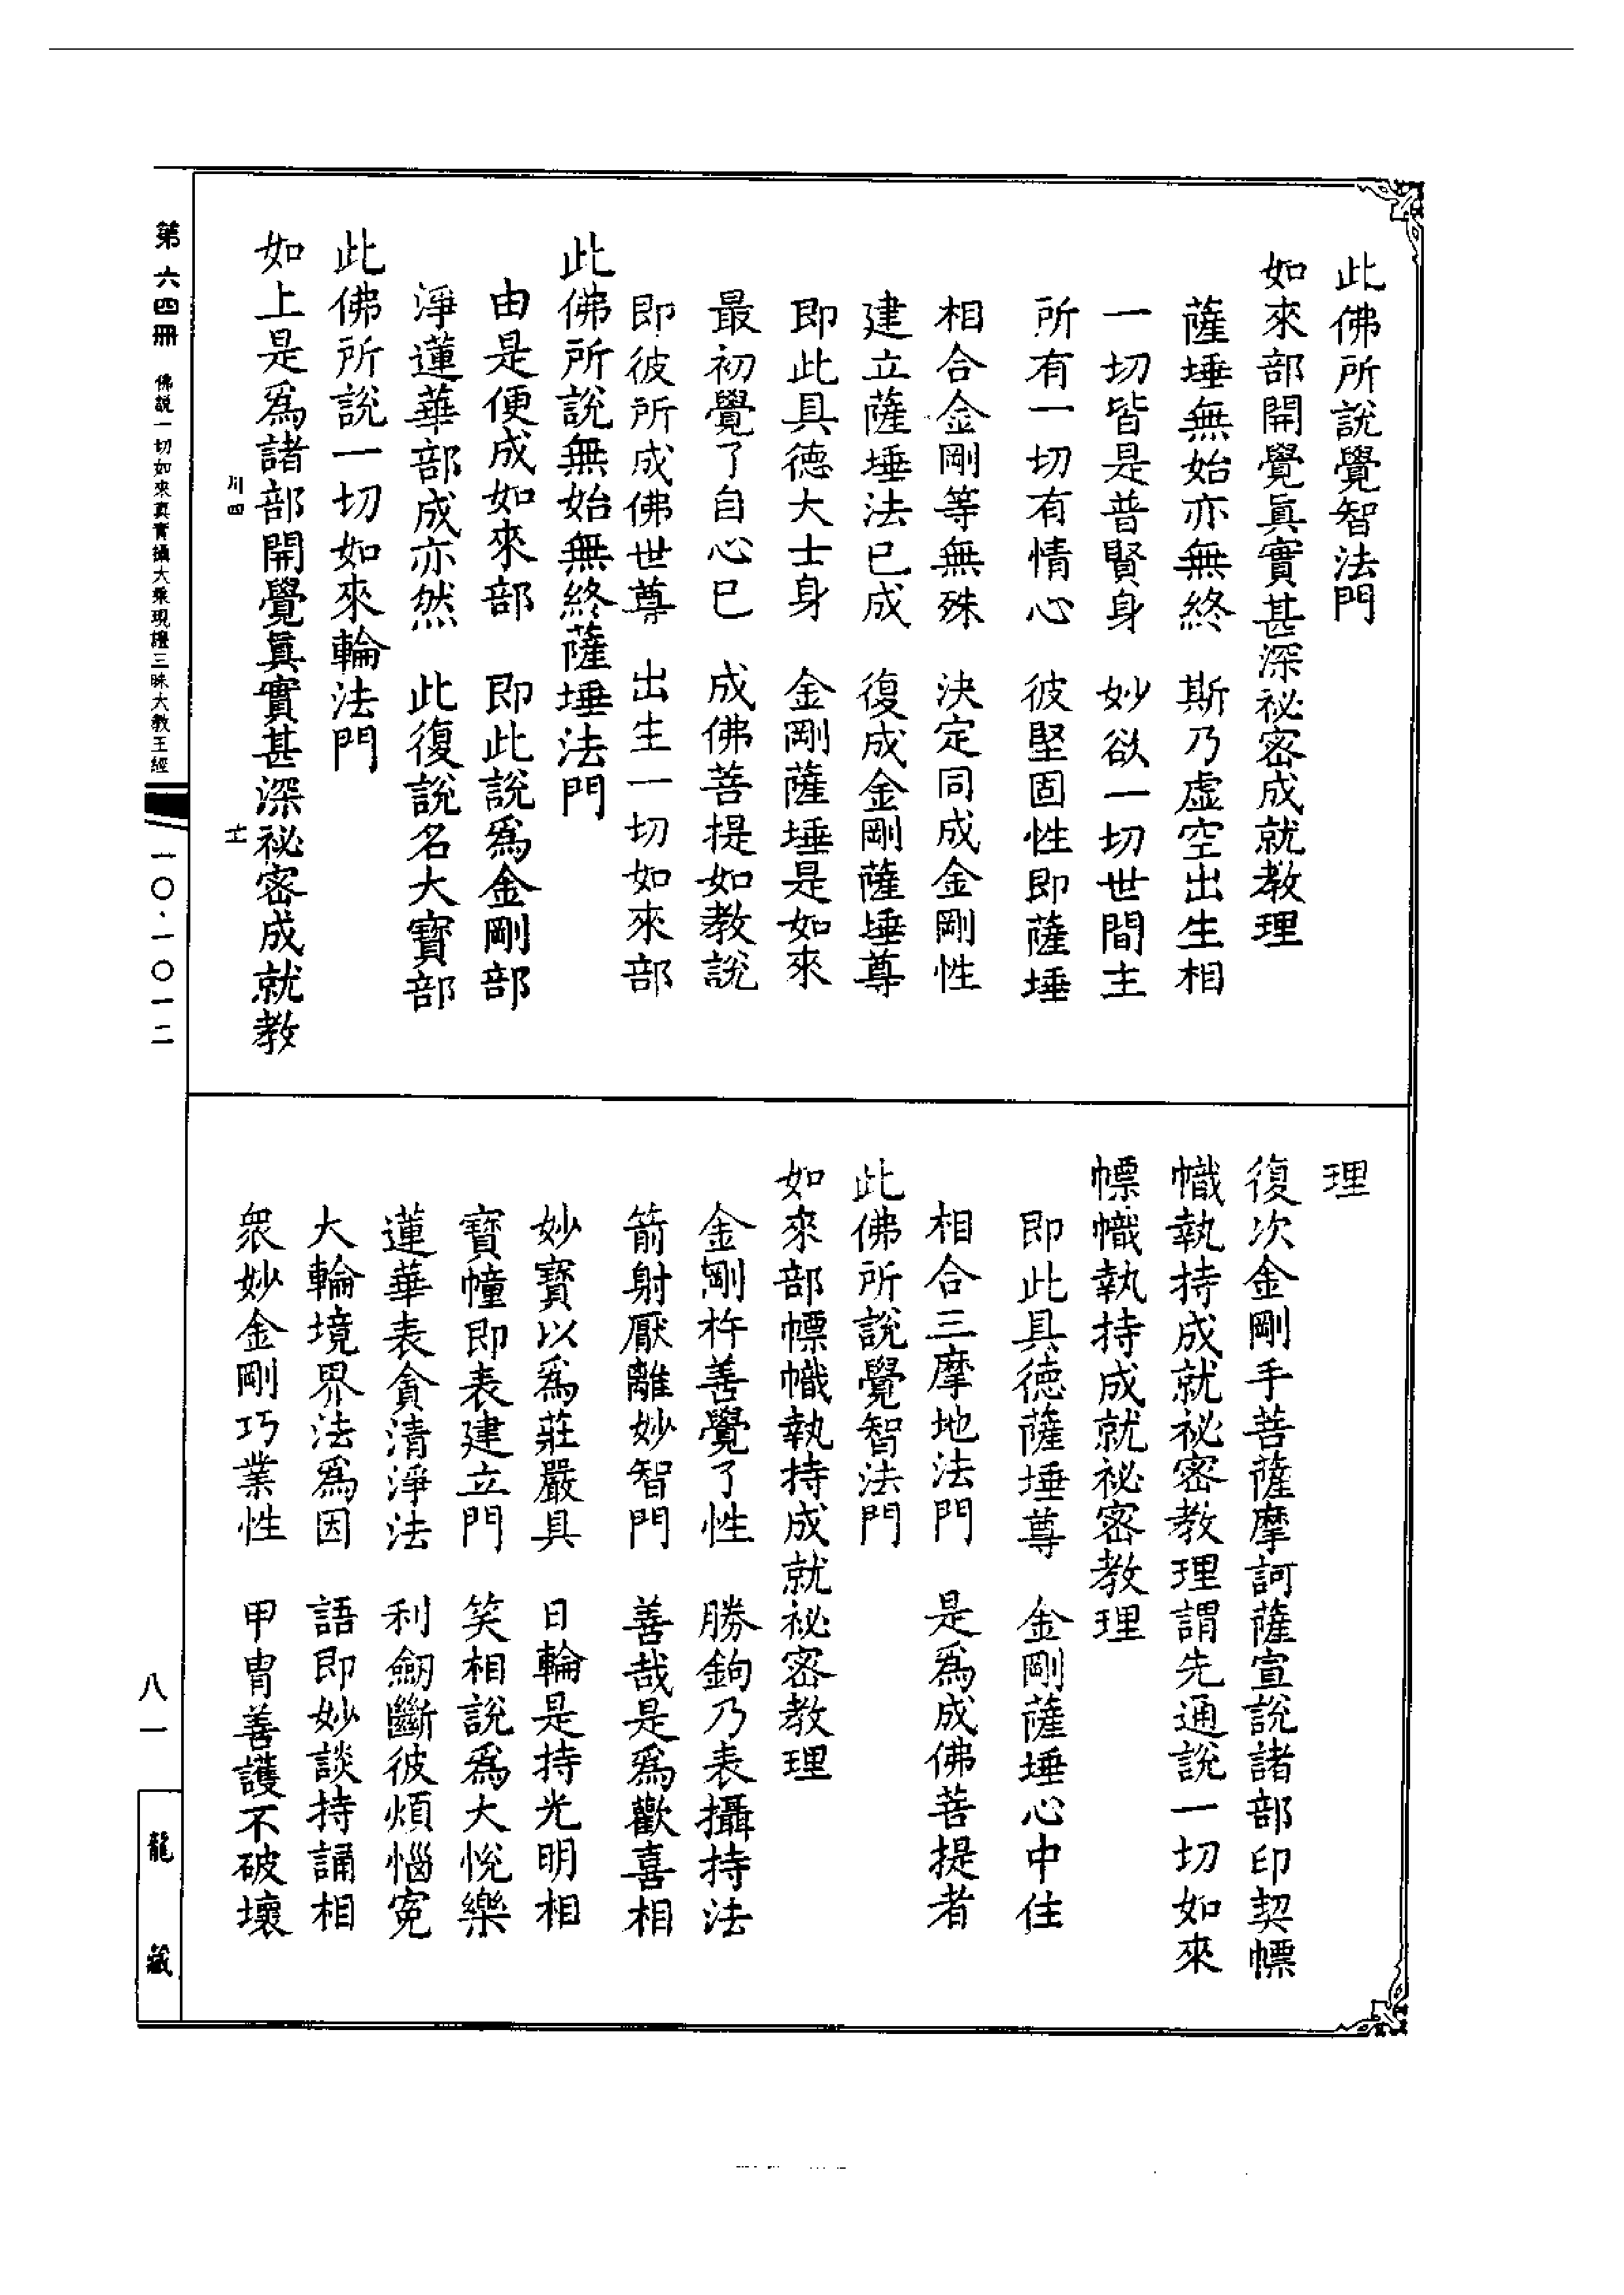 此佛所說覺智法門
如來部開覺眞實甚深祕密成就教理
薩埵無始亦無終　斯乃虛空出生相
一切皆是普賢身　妙欲一切世間主
所有一切有情心　彼堅固性即薩埵
相合金剛等無殊　決定同成金剛性
建立薩埵法已成　復成金剛薩埵尊
即此具德大士身　金剛薩埵是如來
最初覺了自心已　成佛菩提如教說
即彼所成佛世尊　出生一切如來部
此佛所說無始無終薩埵法門
由是便成如來部　即此說爲金剛部
淨蓮華部成亦然　此復說名大寶部
此佛所說一切如來輪法門
如上是爲諸部開覺眞實甚深祕密成就教
川四
理
復次金剛手菩薩摩訶薩宣說諸部印契幖
幟執持成就祕密教理謂先通說一切如來
幖幟執持成就祕密教理
即此具德薩埵尊　金剛薩埵心中住
相合三摩地法門　是爲成佛菩提者
此佛所說覺智法門
如來部幖幟執持成就祕密教理
金剛杵善覺了性　勝鉤乃表攝持法
箭射厭離妙智門　善哉是爲歡喜相
妙寶以爲莊嚴具　日輪是持光明相
寶幢即表建立門　笑相說爲大悅樂
蓮華表貪清淨法　利劒斷彼煩惱寃
大輪境界法爲因　語即妙談持誦相
衆妙金剛巧業性　甲冑善護不破壞
第六四冊　佛說一切如來真實攝大乘現證三昧大教王經
一〇·一〇一二
八一
龍藏